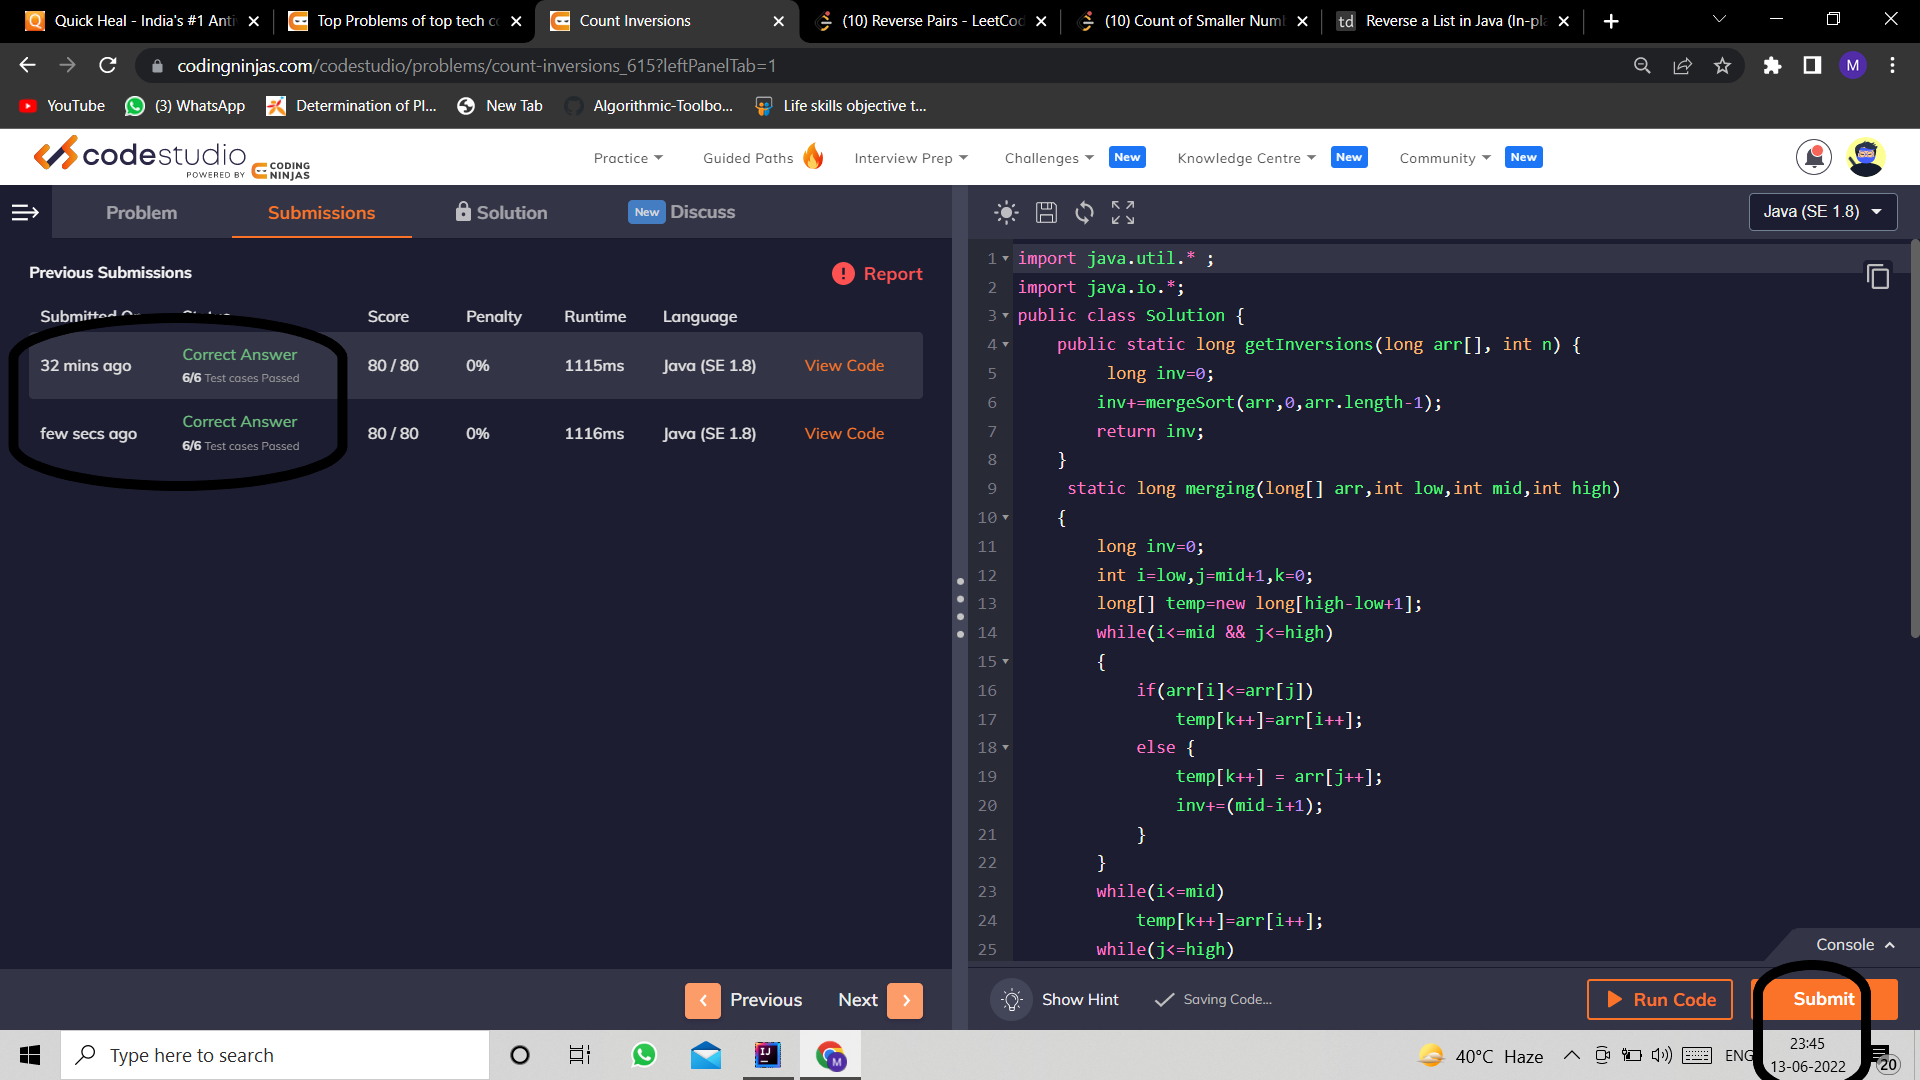 Quick Heal - India's #1 Anti
Top Problems of top tech co
Count Inversions
(10) Reverse Pairs - LeetCod
(10) Count of Smaller Numb
td Reverse a List in Java (In-pla
codingninjas.com/codestudio/problems/count-inversions_615?leftPanelTab=1
M
YouTube
(3) WhatsApp
Determination of Pl...
New Tab
Algorithmic-Toolbo...
Life skills objective t...
codestudio
POWERED BY CODING NINJAS
Practice
Guided Paths
Interview Prep
Challenges New
Knowledge Centre New
Community New
Problem
Submissions
Solution
New Discuss
Java (SE 1.8)
Previous Submissions
Report
Submitted On Status Score Penalty Runtime Language
32 mins ago Correct Answer 80 / 80 0% 1115ms Java (SE 1.8) View Code
6/6 Test cases Passed
few secs ago Correct Answer 80 / 80 0% 1116ms Java (SE 1.8) View Code
6/6 Test cases Passed
1 import java.util.* ;
2 import java.io.*;
3 public class Solution {
4 public static long getInversions(long arr[], int n) {
5 long inv=0;
6 inv+=mergeSort(arr,0,arr.length-1);
7 return inv;
8 }
9 static long merging(long[] arr,int low,int mid,int high)
10 {
11 long inv=0;
12 int i=low,j=mid+1,k=0;
13 long[] temp=new long[high-low+1];
14 while(i<=mid && j<=high)
15 {
16 if(arr[i]<=arr[j])
17 temp[k++]=arr[i++];
18 else {
19 temp[k++] = arr[j++];
20 inv+=(mid-i+1);
21 }
22 }
23 while(i<=mid)
24 temp[k++]=arr[i++];
25 while(j<=high)
Console
Previous
Next
Show Hint
Saving Code...
Run Code
Submit
Type here to search
40°C Haze
ENG
23:45
13-06-2022
20